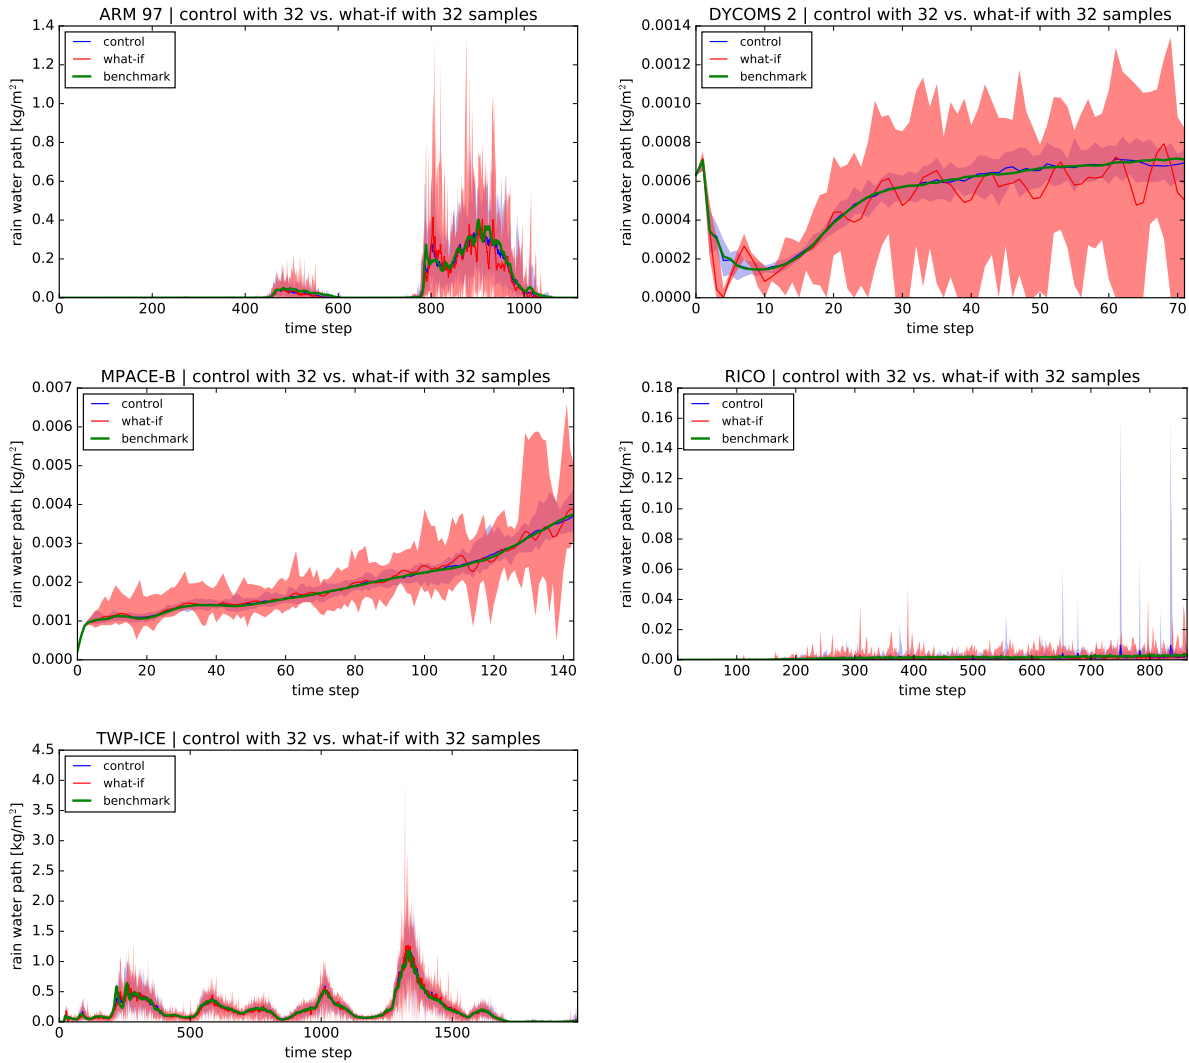 ARM 97 | control with 32 vs. what-if with 32 samples
1.4
1.2
1.0
0.8
0.6
0.4
0.2
0.0
rain water path [kg/m²]
control
what-if
benchmark
0 200 400 600 800 1000
time step
DYCOMS 2 | control with 32 vs. what-if with 32 samples
0.0014
0.0012
0.0010
0.0008
0.0006
0.0004
0.0002
0.0000
rain water path [kg/m²]
control
what-if
benchmark
0 10 20 30 40 50 60 70
time step
MPACE-B | control with 32 vs. what-if with 32 samples
0.007
0.006
0.005
0.004
0.003
0.002
0.001
0.000
rain water path [kg/m²]
control
what-if
benchmark
0 20 40 60 80 100 120 140
time step
RICO | control with 32 vs. what-if with 32 samples
0.18
0.16
0.14
0.12
0.10
0.08
0.06
0.04
0.02
0.00
rain water path [kg/m²]
control
what-if
benchmark
0 100 200 300 400 500 600 700 800
time step
TWP-ICE | control with 32 vs. what-if with 32 samples
4.5
4.0
3.5
3.0
2.5
2.0
1.5
1.0
0.5
0.0
rain water path [kg/m²]
control
what-if
benchmark
0 500 1000 1500
time step